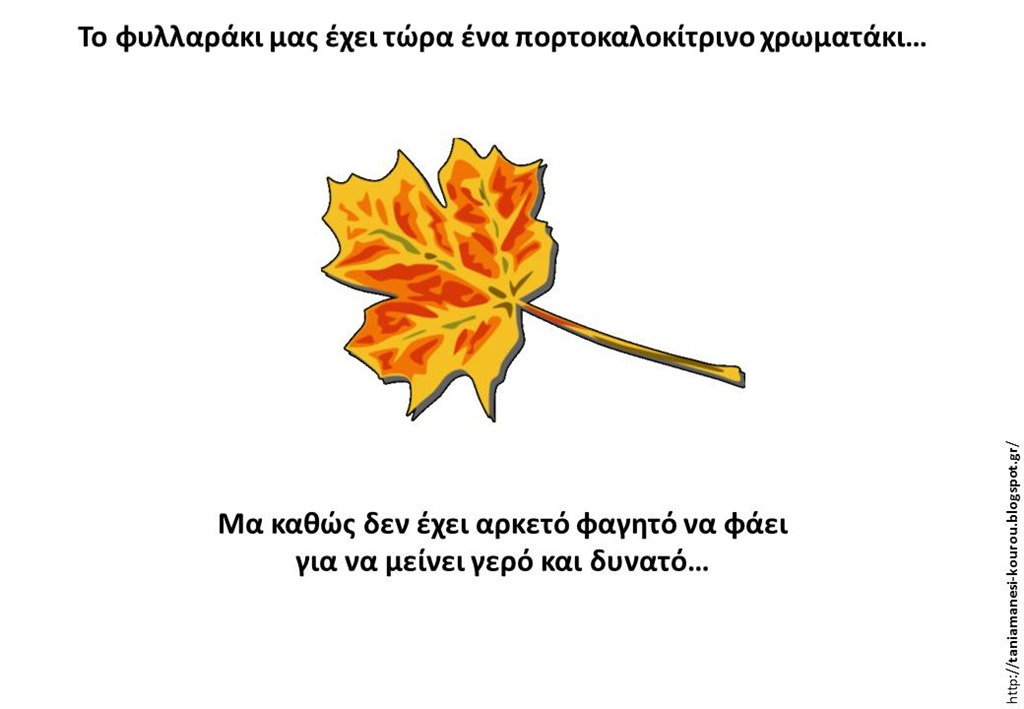 Το φυλλαράκι μας έχει τώρα ένα πορτοκαλοκίτρινο χρωματάκι…
Μα καθώς δεν έχει αρκετό φαγητό να φάει
για να μείνει γερό και δυνατό…
http://taniamanesi-kourou.blogspot.gr/